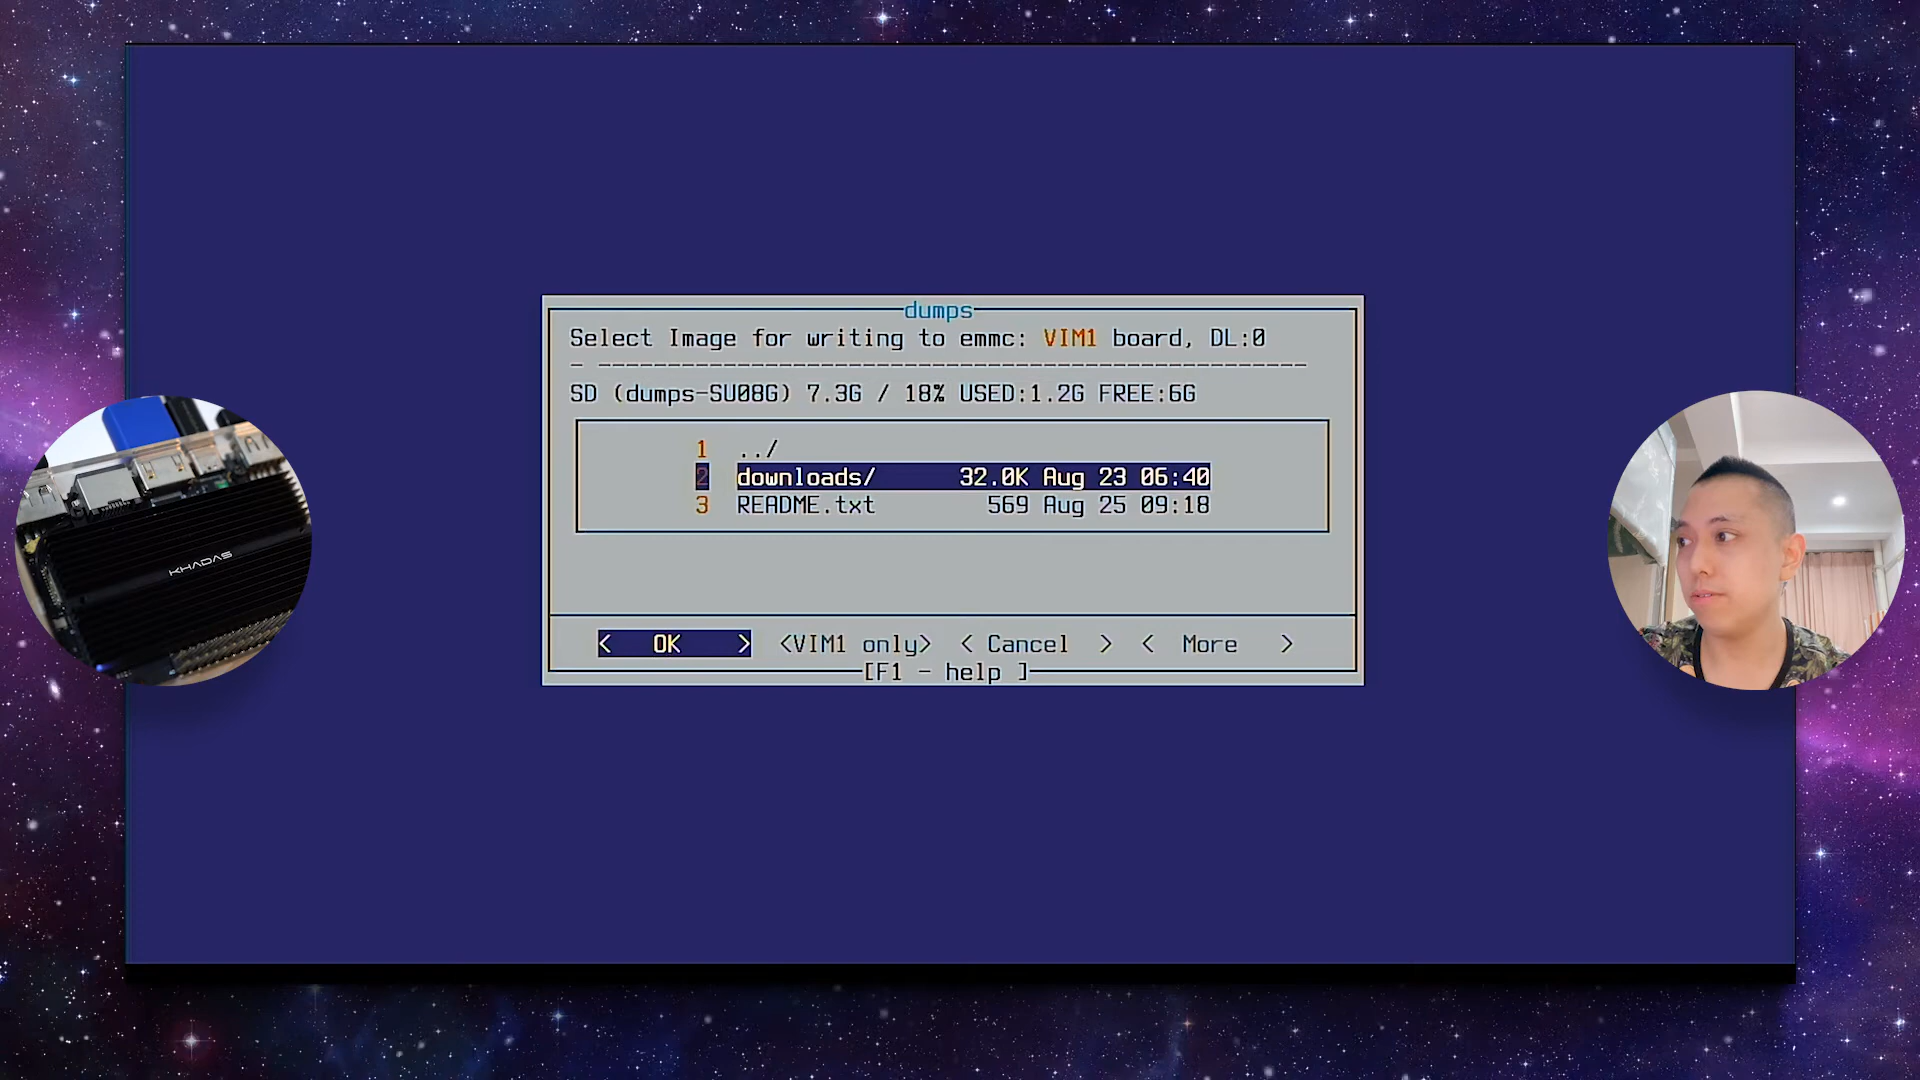 dumps
Select Image for writing to emmc: VIM1 board, DL:0
SD (dumps-SU08G) 7.3G / 18% USED:1.2G FREE:6G
1 ../
2 downloads/ 32.0K Aug 23 06:40
3 README.txt 569 Aug 25 09:18
< OK > <VIM1 only> < Cancel > < More >
[F1 - help ]
KHADAS